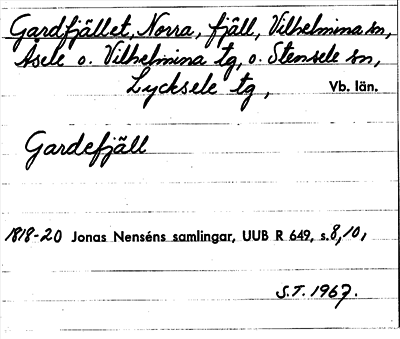 Gardfjället, Norra, fjäll, Vilhelmina sn,
Åsele o. Vilhelmina tg, o. Stensele sn,
Lycksele tg, Vb. län.
Gardefjäll
1818-20 Jonas Nenséns samlingar, UUB R 649, s. 8, 10,
S.T. 1967.